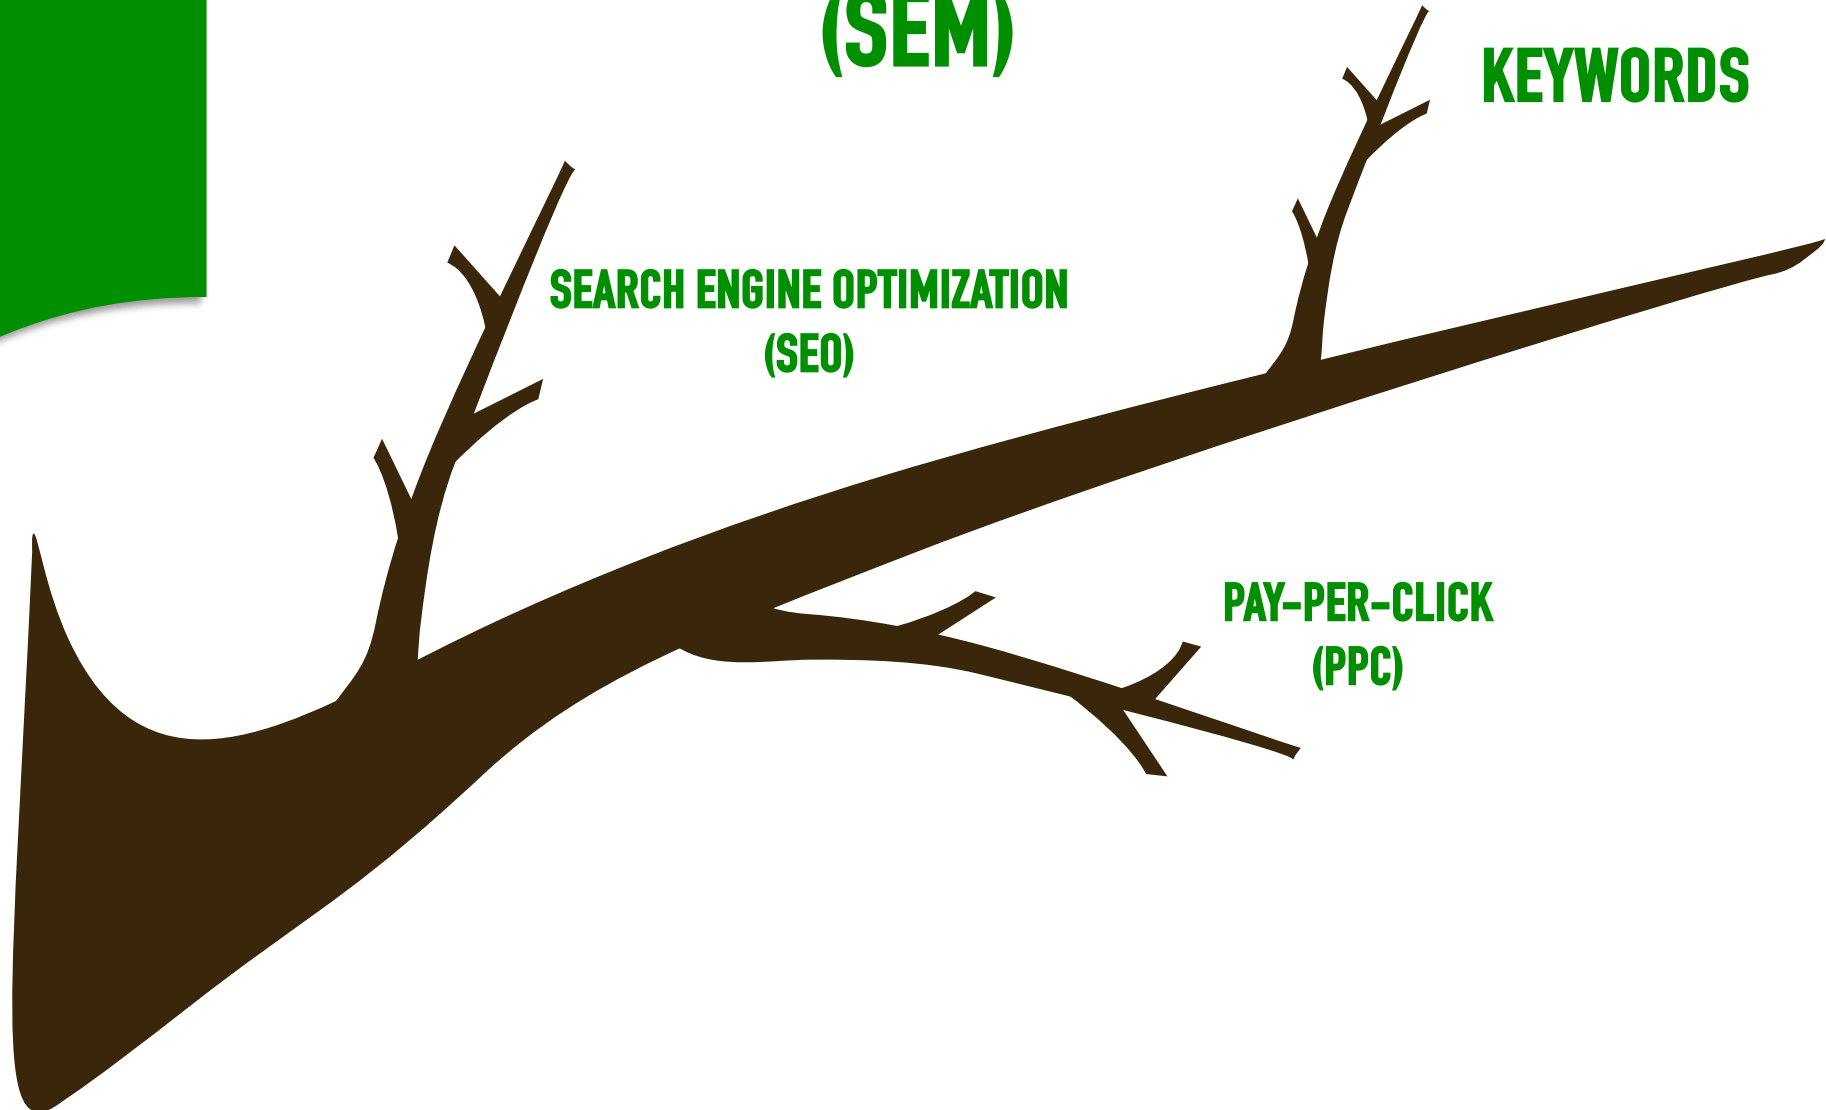 (SEM)
KEYWORDS
SEARCH ENGINE OPTIMIZATION
(SEO)
PAY-PER-CLICK
(PPC)